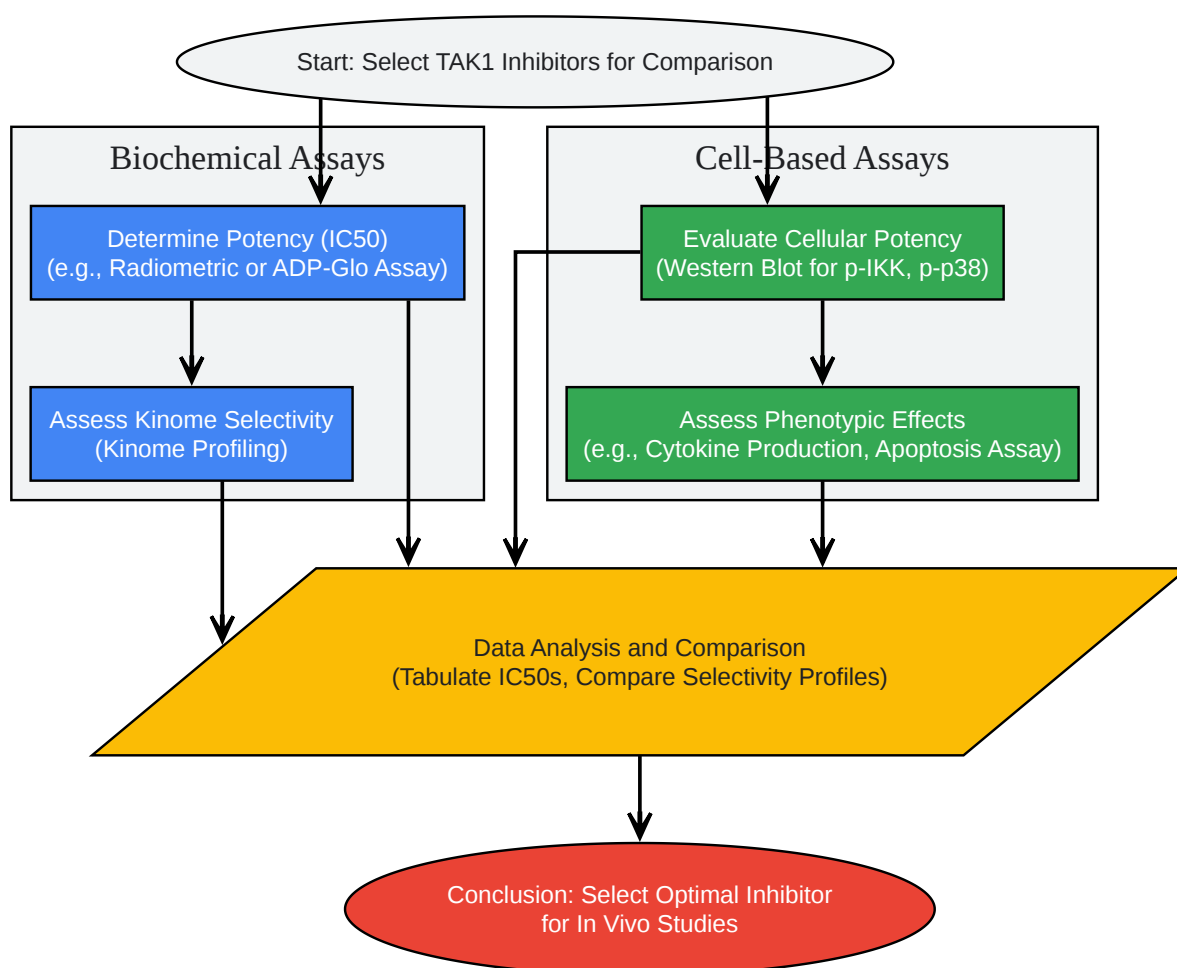 Start: Select TAK1 Inhibitors for Comparison
Biochemical Assays
Determine Potency (IC50)
(e.g., Radiometric or ADP-Glo Assay)
Assess Kinome Selectivity
(Kinome Profiling)
Cell-Based Assays
Evaluate Cellular Potency
(Western Blot for p-IKK, p-p38)
Assess Phenotypic Effects
(e.g., Cytokine Production, Apoptosis Assay)
Data Analysis and Comparison
(Tabulate IC50s, Compare Selectivity Profiles)
Conclusion: Select Optimal Inhibitor
for In Vivo Studies